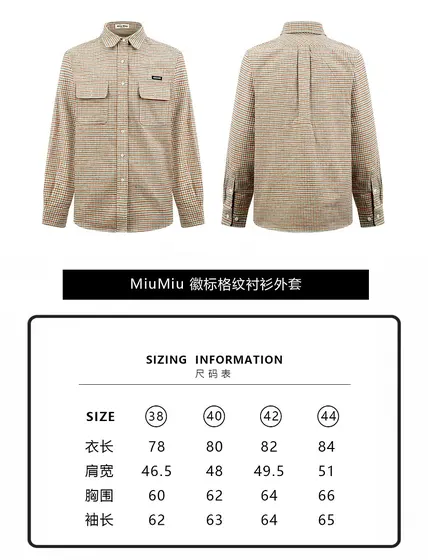 MiuMiu 徽标格纹衬衫外套
SIZING INFORMATION
尺码表
SIZE 38 40 42 44
衣长 78 80 82 84
肩宽 46.5 48 49.5 51
胸围 60 62 64 66
袖长 62 63 64 65